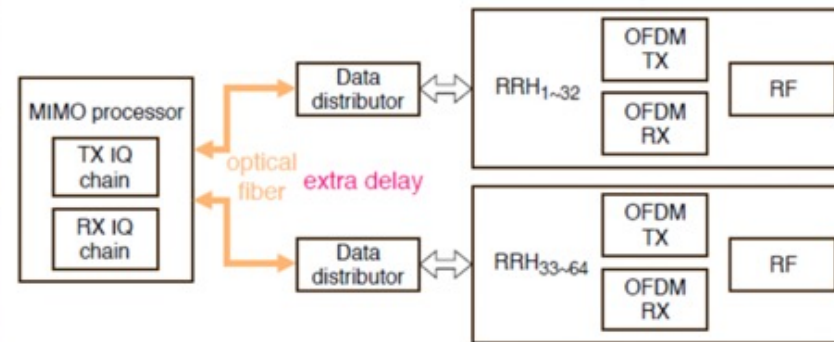 MIMO processor
TX IQ
chain
RX IQ
chain
optical
fiber
extra delay
Data
distributor
Data
distributor
RRH1~32
OFDM
TX
OFDM
RX
RF
RRH33~64
OFDM
TX
OFDM
RX
RF